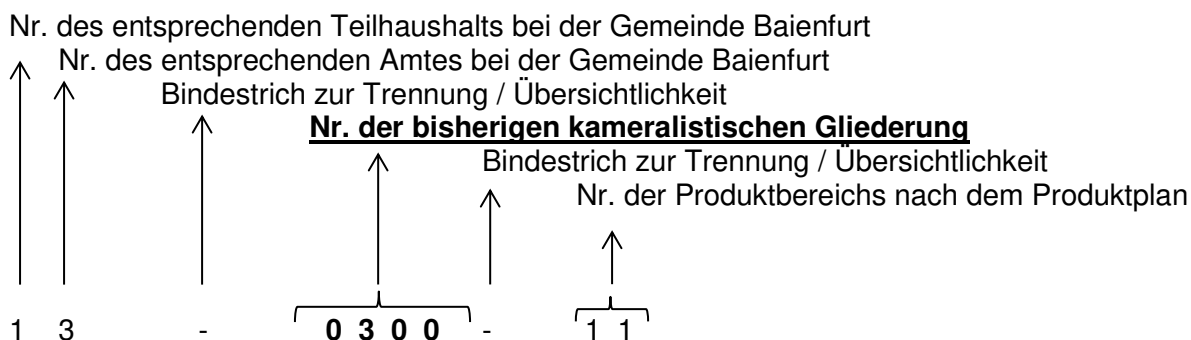 Nr. des entsprechenden Teilhaushalts bei der Gemeinde Baienfurt
Nr. des entsprechenden Amtes bei der Gemeinde Baienfurt
Bindestrich zur Trennung / Übersichtlichkeit
Nr. der bisherigen kameralistischen Gliederung
Bindestrich zur Trennung / Übersichtlichkeit
Nr. der Produktbereichs nach dem Produktplan
1 3 - 0 3 0 0 - 1 1